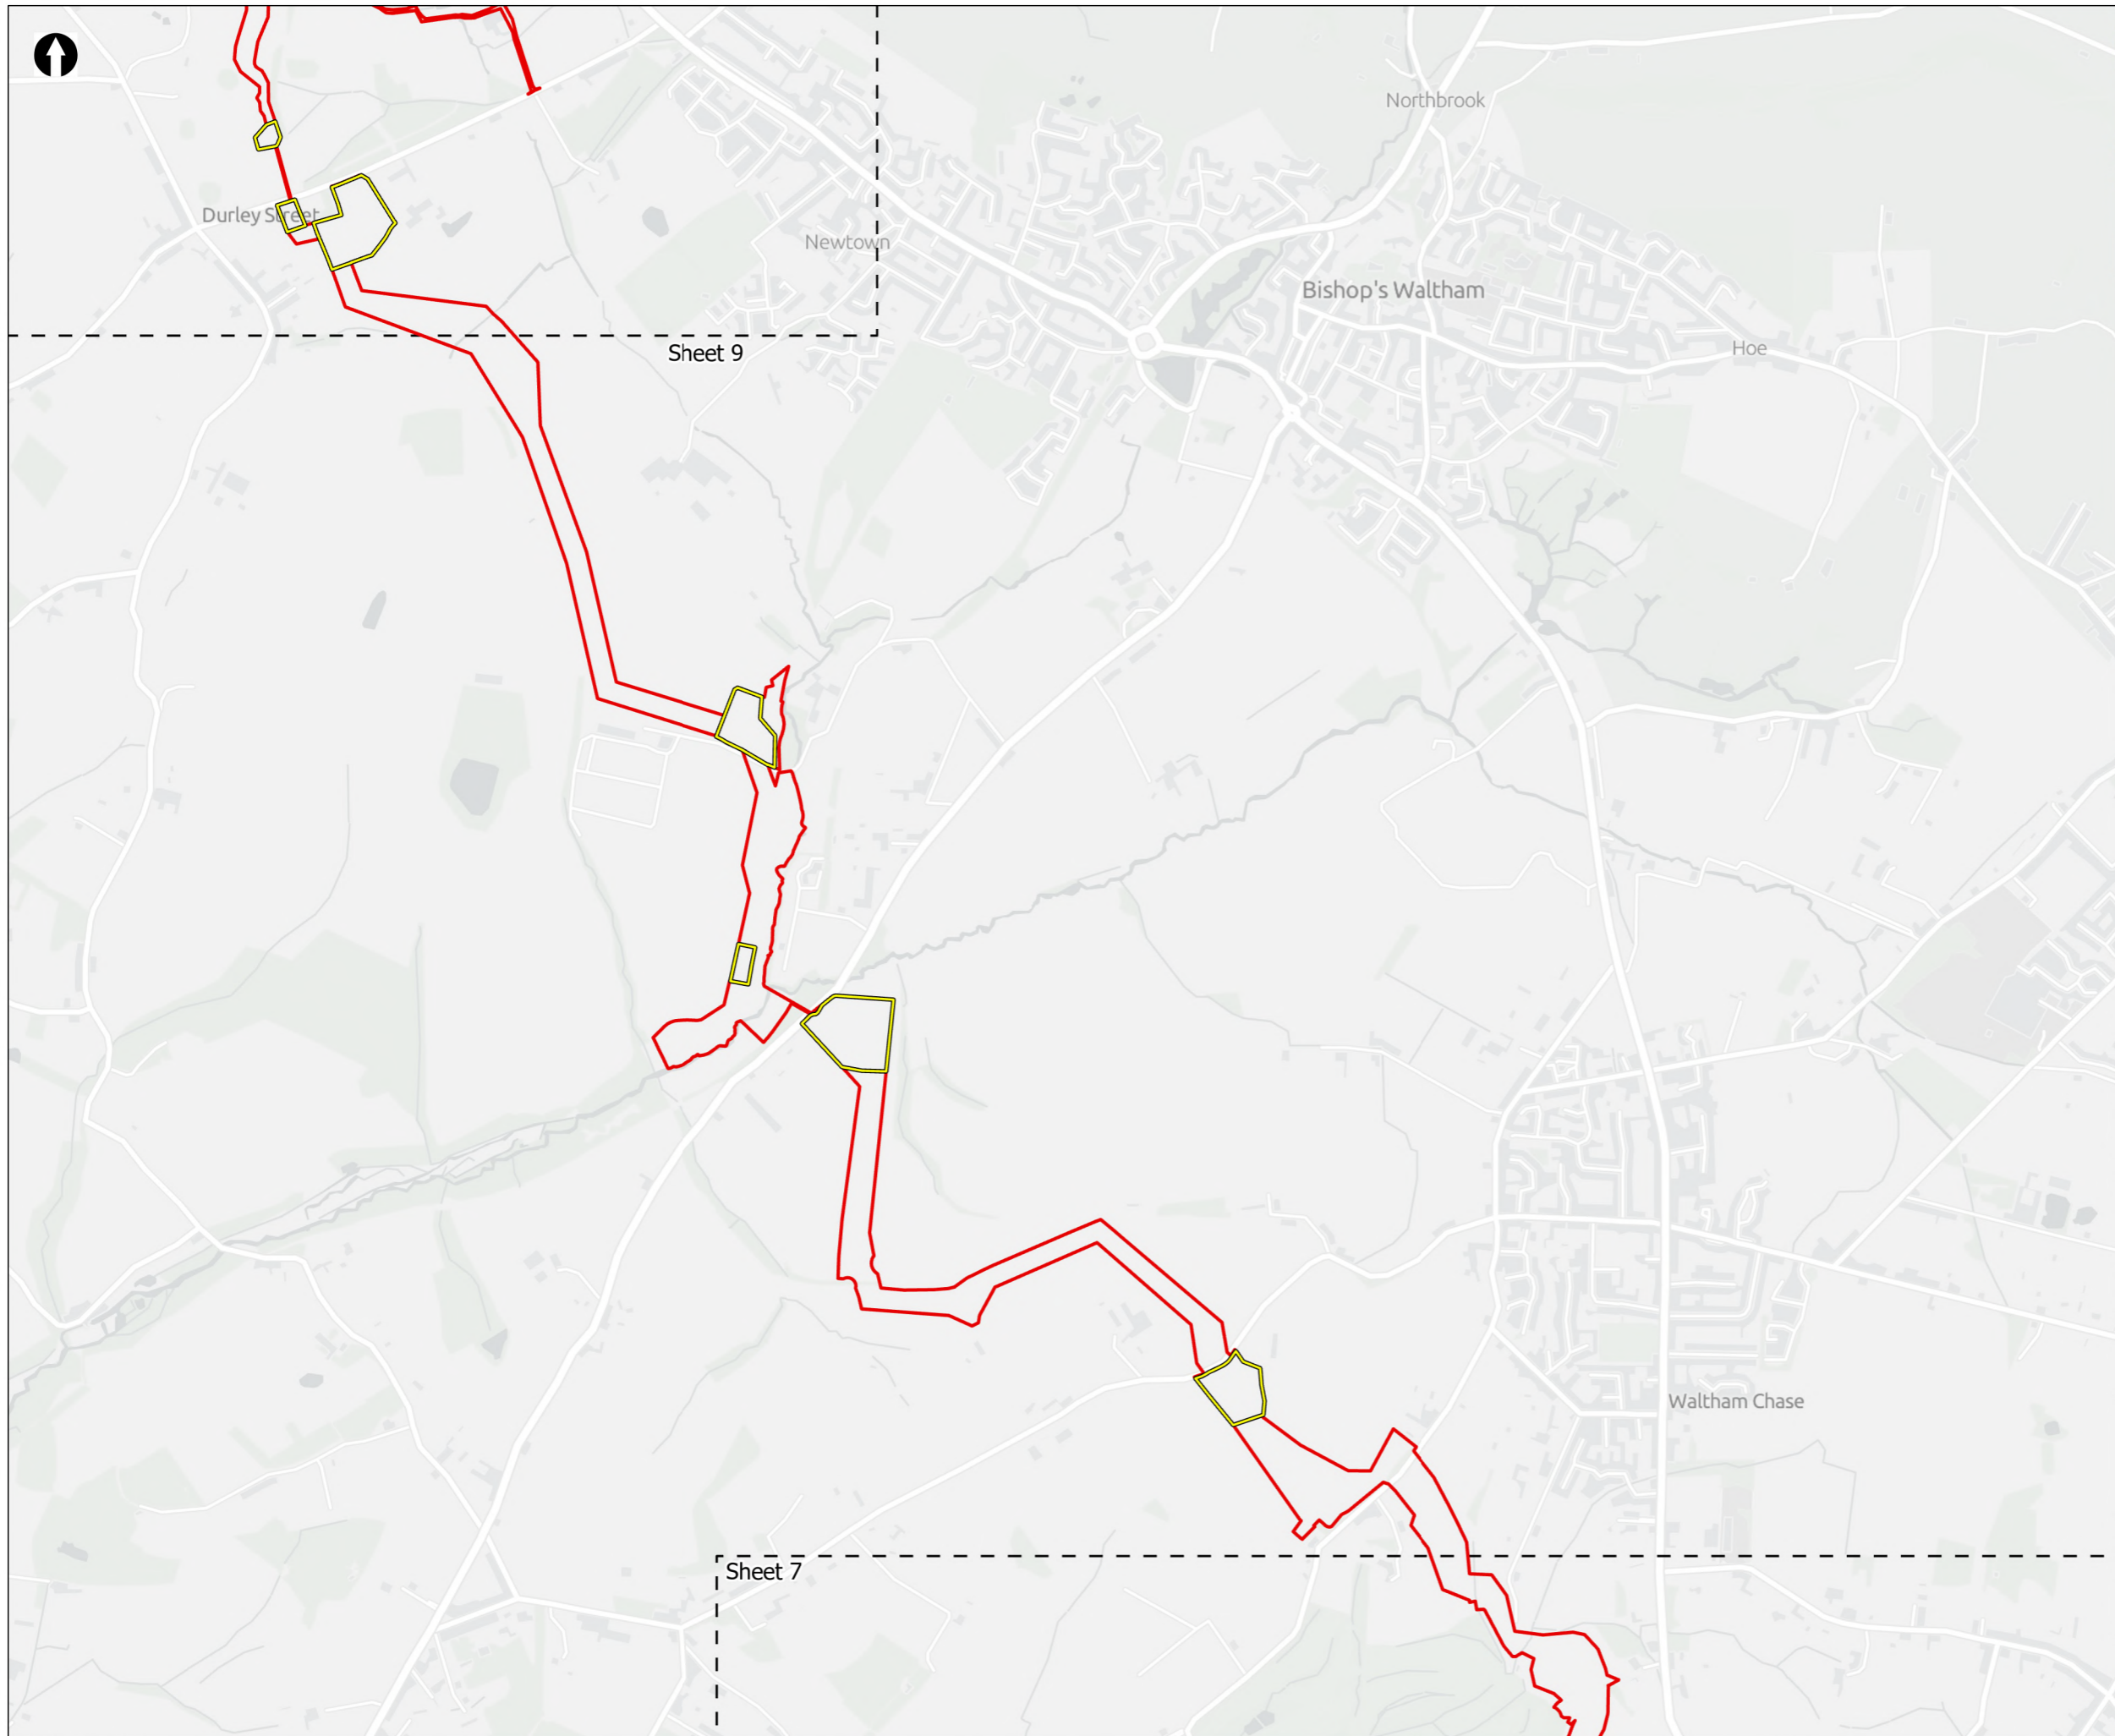 Northbrook
Durley Street
Newtown
Bishop's Waltham
Hoe
Sheet 9
Waltham Chase
Sheet 7